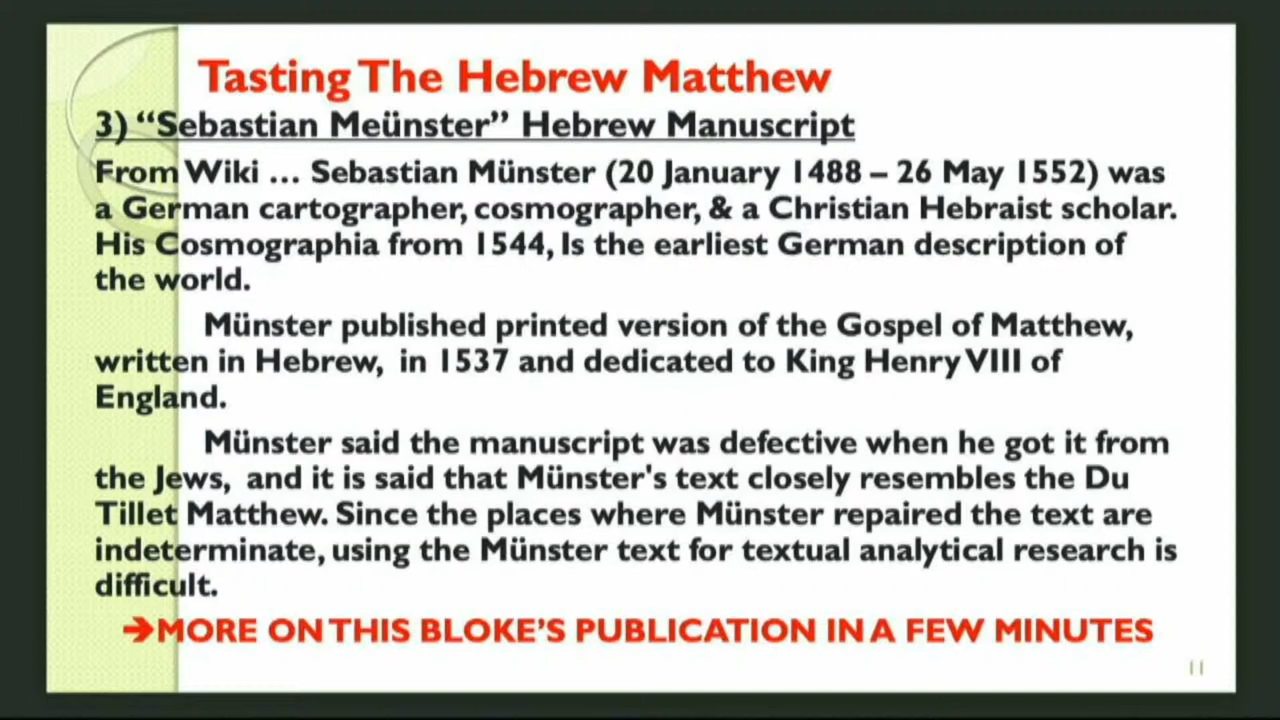 Tasting The Hebrew Matthew
3) “Sebastian Meünster” Hebrew Manuscript
From Wiki ... Sebastian Münster (20 January 1488 – 26 May 1552) was
a German cartographer, cosmographer, & a Christian Hebraist scholar.
His Cosmographia from 1544, Is the earliest German description of
the world.
Münster published printed version of the Gospel of Matthew,
written in Hebrew, in 1537 and dedicated to King Henry VIII of
England.
Münster said the manuscript was defective when he got it from
the Jews, and it is said that Münster's text closely resembles the Du
Tillet Matthew. Since the places where Münster repaired the text are
indeterminate, using the Münster text for textual analytical research is
difficult.
➔MORE ON THIS BLOKE’S PUBLICATION IN A FEW MINUTES
11